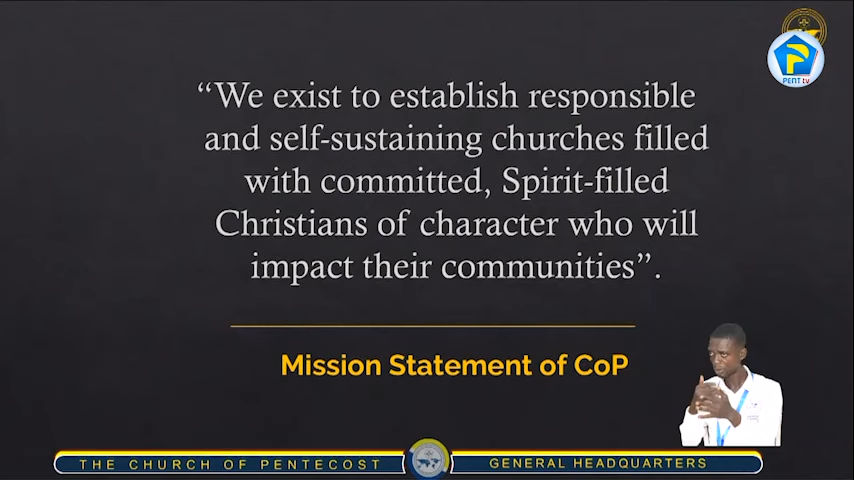 PENT tv
“We exist to establish responsible
and self-sustaining churches filled
with committed, Spirit-filled
Christians of character who will
impact their communities”.
Mission Statement of CoP
THE CHURCH OF PENTECOST
GENERAL HEADQUARTERS